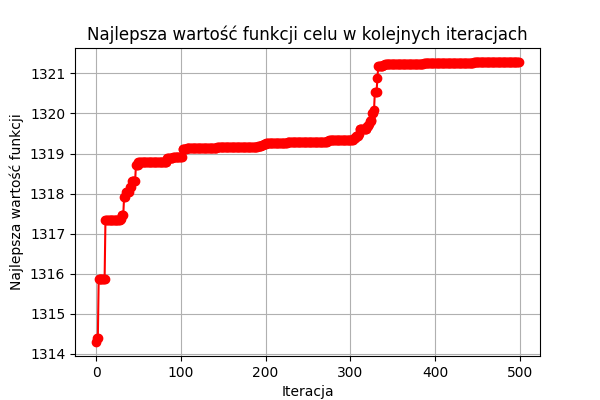 Najlepsza wartość funkcji celu w kolejnych iteracjach
Najlepsza wartość funkcji
1321
1320
1319
1318
1317
1316
1315
1314
0 100 200 300 400 500
Iteracja